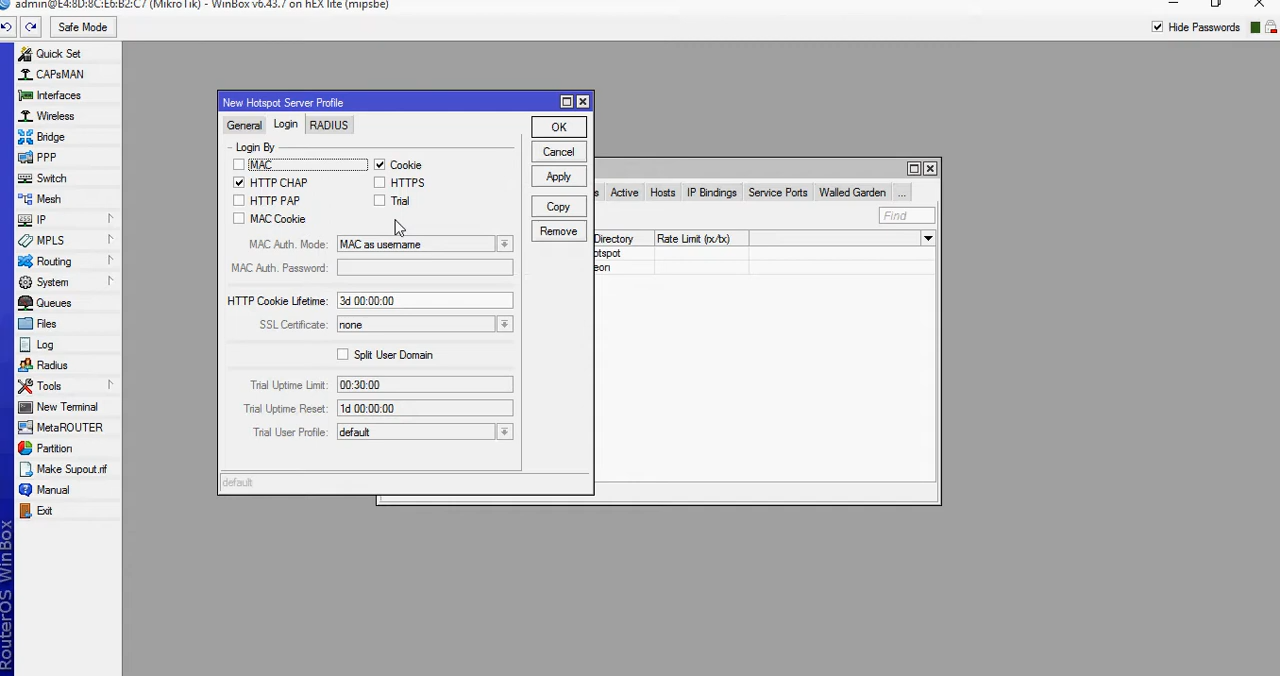 admin@E4:8D:8C:E6:B2:C7 (MikroTik) - WinBox v6.43.7 on hEX lite (mipsbe)
Safe Mode
Hide Passwords
Quick Set
CAPsMAN
Interfaces
Wireless
Bridge
PPP
Switch
Mesh
IP
MPLS
Routing
System
Queues
Files
Log
Radius
Tools
New Terminal
MetaROUTER
Partition
Make Supout.rif
Manual
Exit
RouterOS WinBox
New Hotspot Server Profile
General Login RADIUS
Login By
MAC Cookie
HTTP CHAP HTTPS
HTTP PAP Trial
MAC Cookie
MAC Auth. Mode: MAC as username
MAC Auth. Password:
HTTP Cookie Lifetime: 3d 00:00:00
SSL Certificate: none
Split User Domain
Trial Uptime Limit: 00:30:00
Trial Uptime Reset: 1d 00:00:00
Trial User Profile: default
default
OK
Cancel
Apply
Copy
Remove
s Active Hosts IP Bindings Service Ports Walled Garden ...
Find
Directory Rate Limit (rx/tx)
otspot
eon